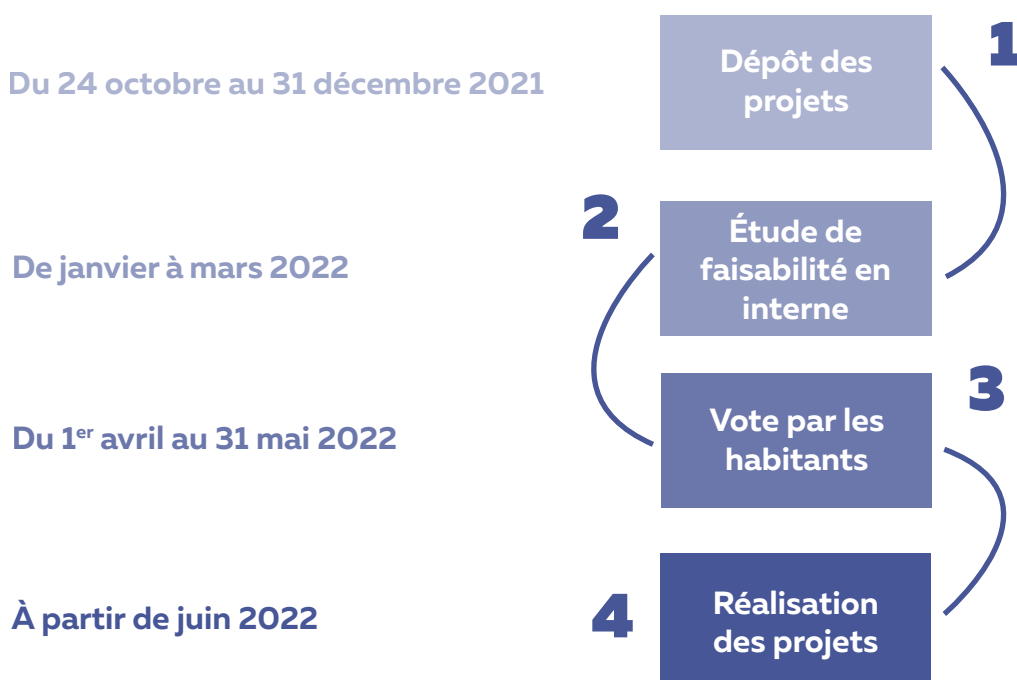 Du 24 octobre au 31 décembre 2021
Dépôt des
projets
1
De janvier à mars 2022
2
Étude de
faisabilité en
interne
Du 1er avril au 31 mai 2022
Vote par les
habitants
3
À partir de juin 2022
4
Réalisation
des projets